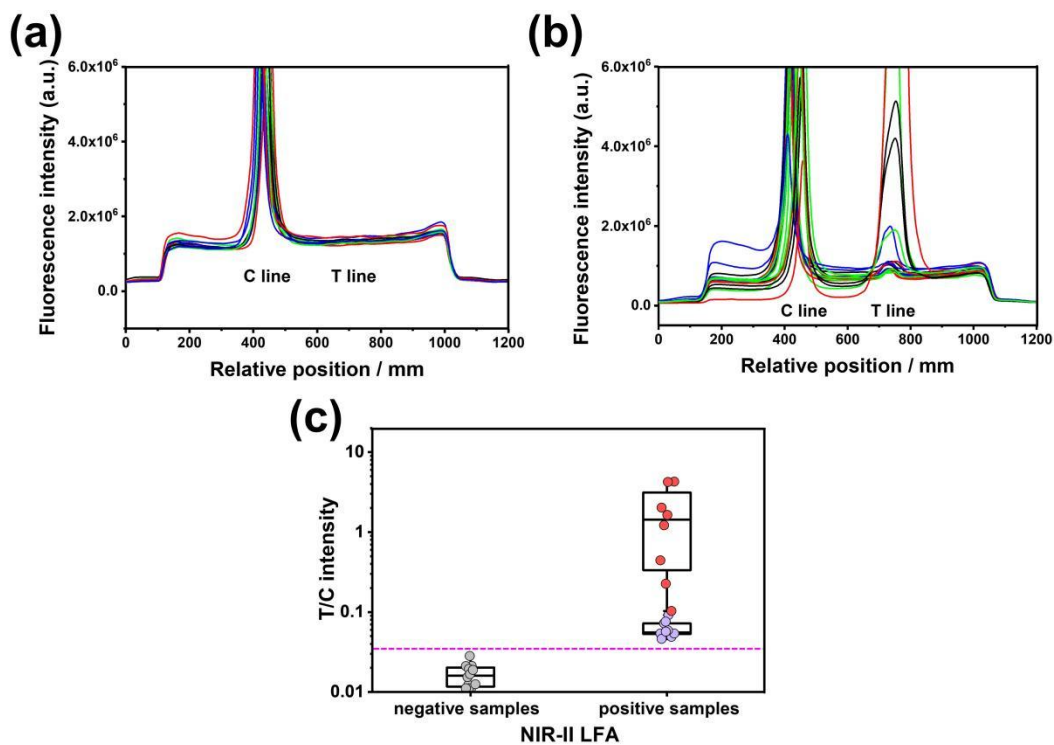 (a)
Fluorescence intensity (a.u.)
6.0x10⁶
4.0x10⁶
2.0x10⁶
0.0
C line
T line
0 200 400 600 800 1000 1200
Relative position / mm
(b)
Fluorescence intensity (a.u.)
6.0x10⁶
4.0x10⁶
2.0x10⁶
0.0
C line
T line
0 200 400 600 800 1000 1200
Relative position / mm
(c)
T/C intensity
10
1
0.1
0.01
negative samples
positive samples
NIR-II LFA